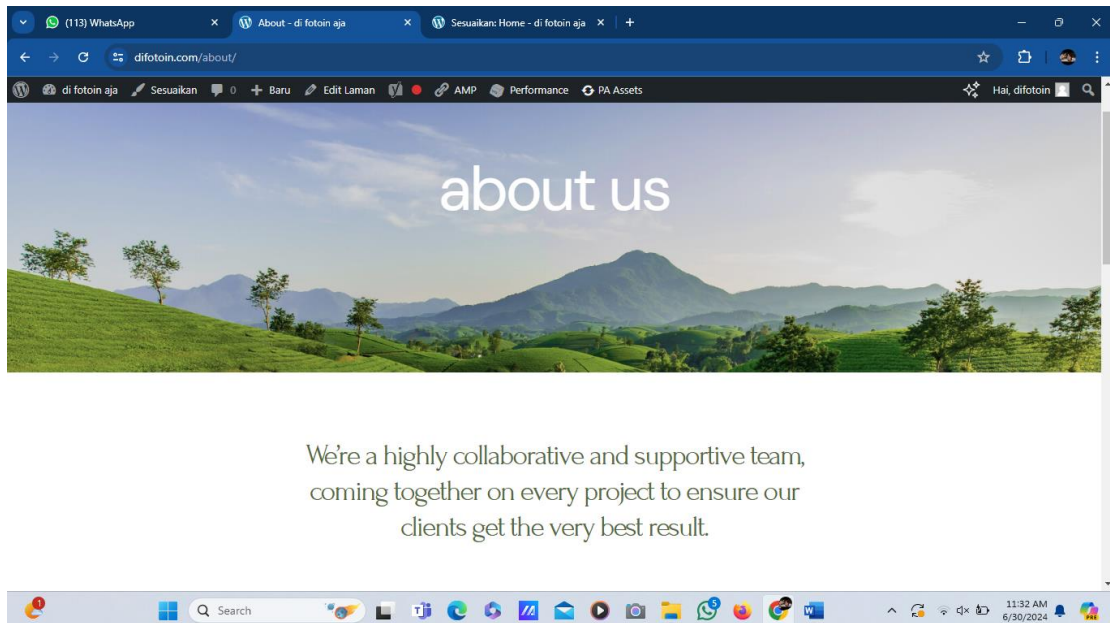 (113) WhatsApp
About - di fotoin aja
Sesuaikan: Home - di fotoin aja
difotoin.com/about/
di fotoin aja Sesuaikan 0 Baru Edit Laman AMP Performance PA Assets Hai, difotoin
about us
We're a highly collaborative and supportive team,
coming together on every project to ensure our
clients get the very best result.
1
Search
5
11:32 AM
6/30/2024